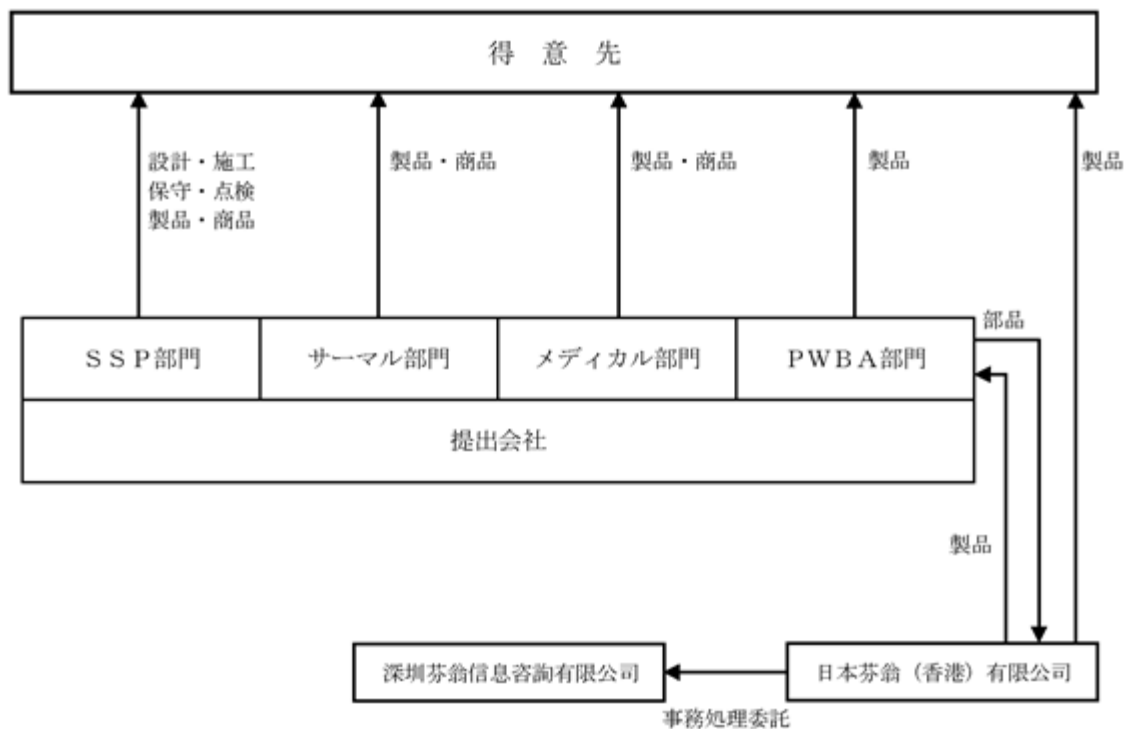 得 意 先
設計・施工
保守・点検
製品・商品
製品・商品
製品・商品
製品
製品
部品
ＳＳＰ部門
サーマル部門
メディカル部門
ＰＷＢＡ部門
提出会社
製品
深圳芬翁信息咨詢有限公司
日本芬翁（香港）有限公司
事務処理委託